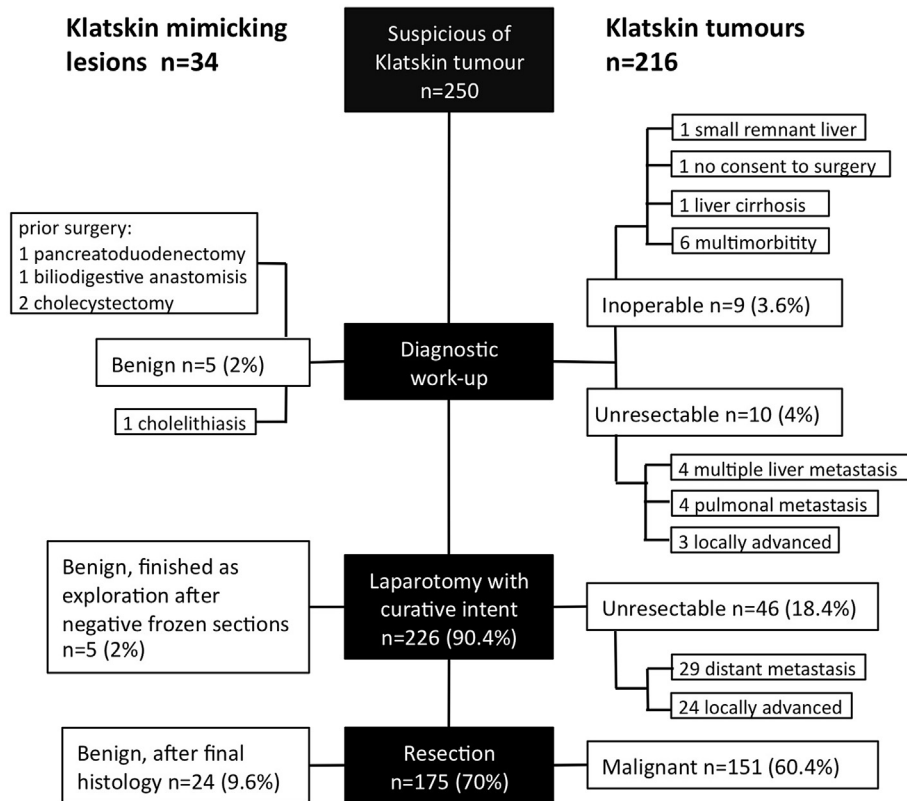 Klatskin mimicking
lesions n=34
Suspicious of
Klatskin tumour
n=250
Klatskin tumours
n=216
1 small remnant liver
1 no consent to surgery
1 liver cirrhosis
6 multimorbitity
prior surgery:
1 pancreatoduodenectomy
1 biliodigestive anastomisis
2 cholecystectomy
Inoperable n=9 (3.6%)
Benign n=5 (2%)
Diagnostic
work-up
1 cholelithiasis
Unresectable n=10 (4%)
4 multiple liver metastasis
4 pulmonal metastasis
3 locally advanced
Benign, finished as
exploration after
negative frozen sections
n=5 (2%)
Laparotomy with
curative intent
n=226 (90.4%)
Unresectable n=46 (18.4%)
29 distant metastasis
24 locally advanced
Benign, after final
histology n=24 (9.6%)
Resection
n=175 (70%)
Malignant n=151 (60.4%)